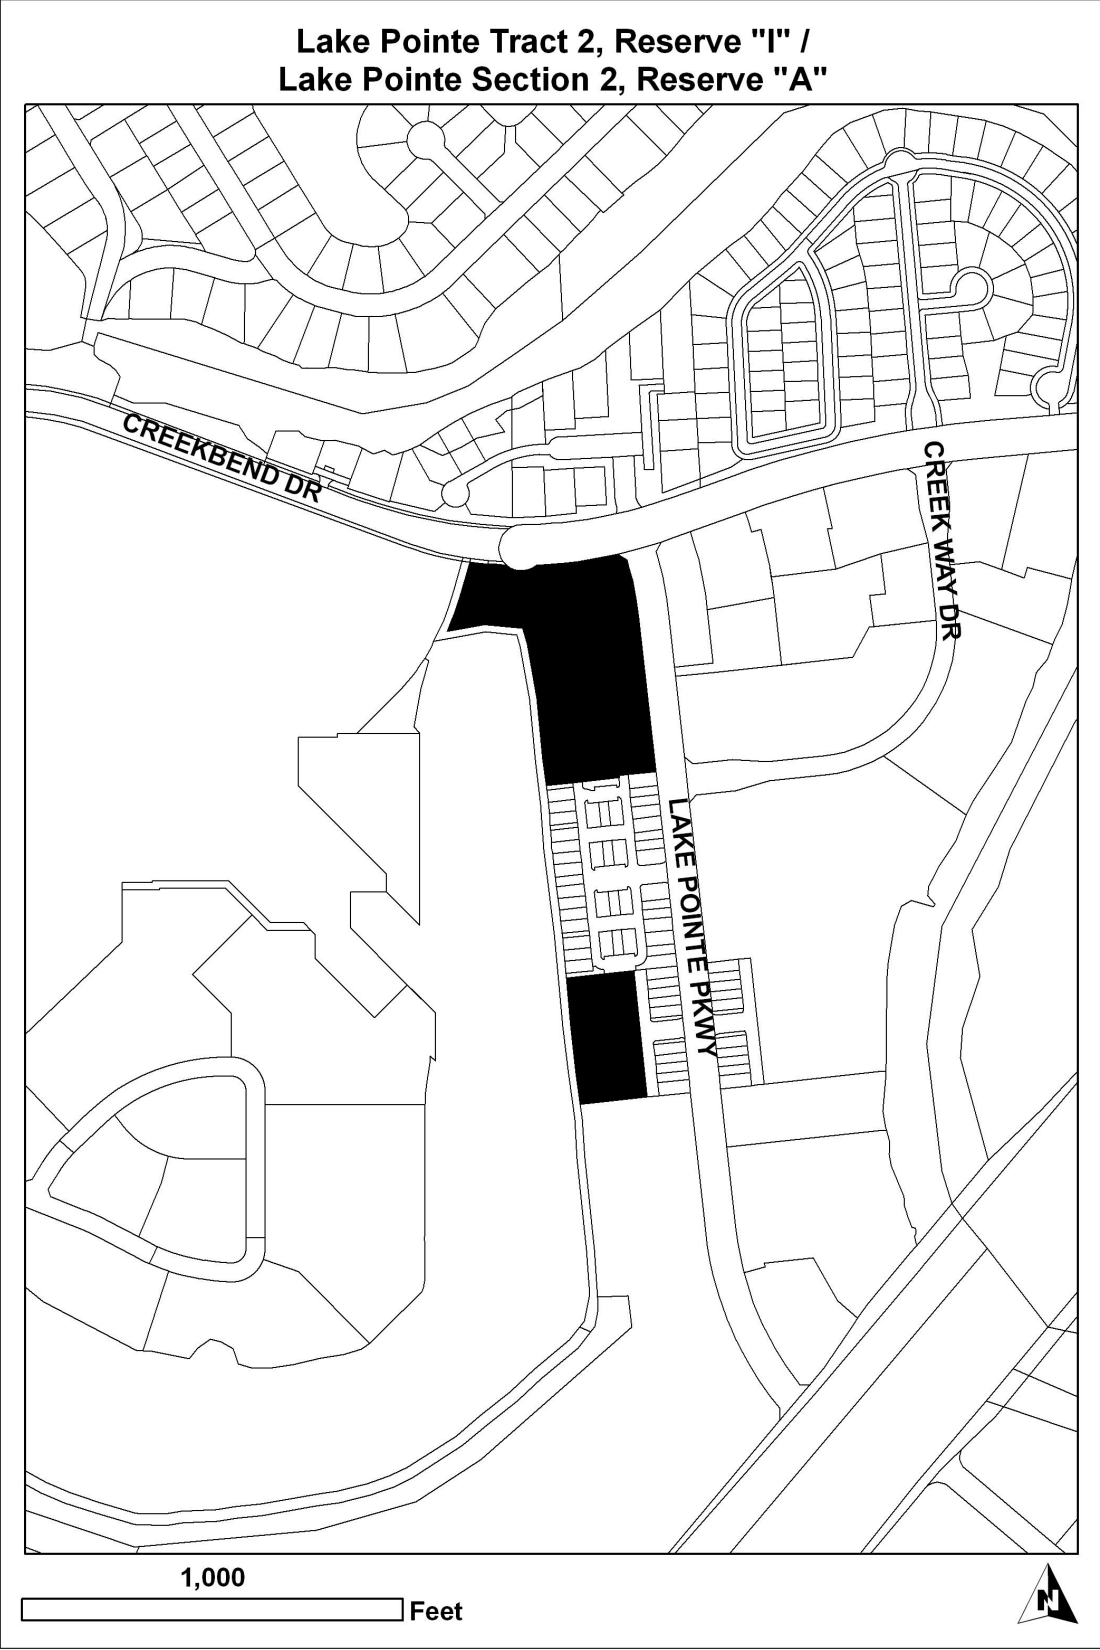 Lake Pointe Tract 2, Reserve "I" /
Lake Pointe Section 2, Reserve "A"
CREEKBEND DR
CREEK WAY DR
LAKE POINTE PKWY
1,000
Feet
N